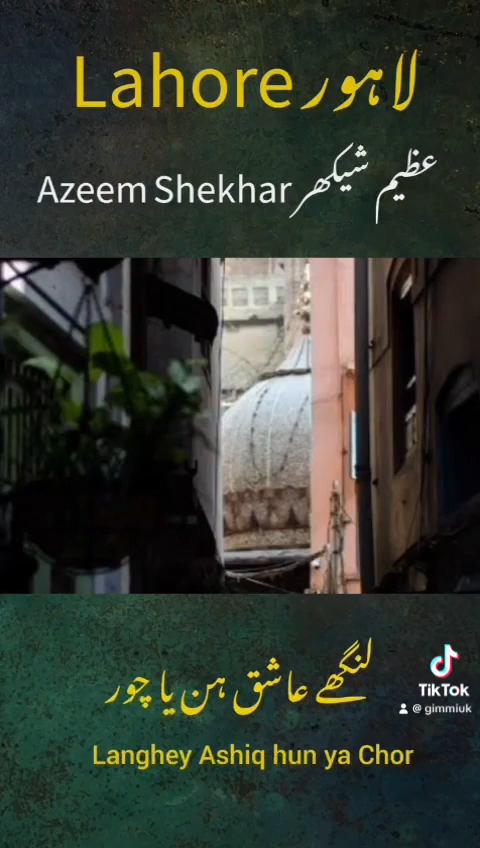 Lahore لاہور
Azeem Shekhar عظیم شیکھر
لنگھے عاشق ہن یا چور
Langhey Ashiq hun ya Chor
TikTok
@ gimmiuk